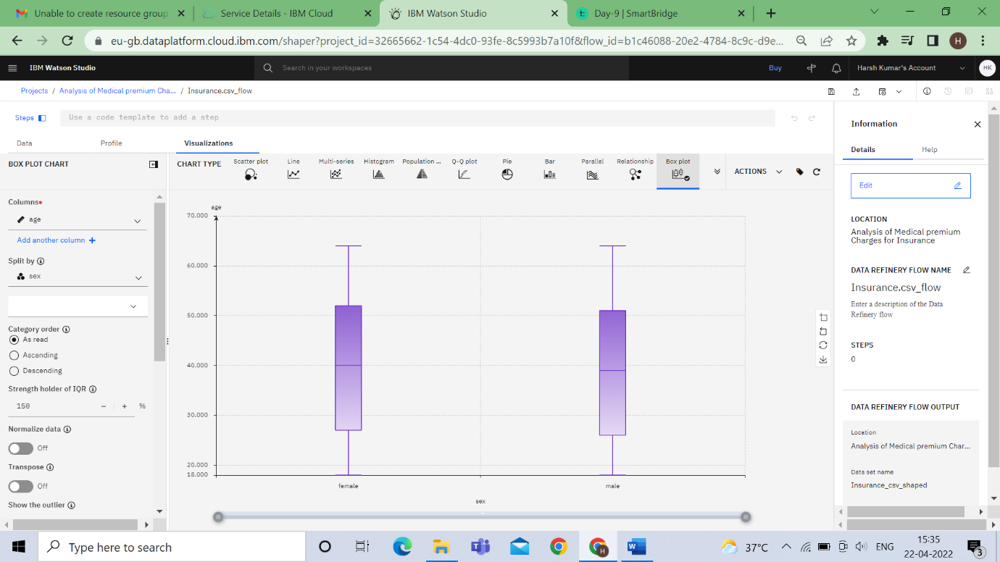 Unable to create resource group
Service Details - IBM Cloud
IBM Watson Studio
Day-9 | SmartBridge
eu-gb.dataplatform.cloud.ibm.com/shaper?project_id=32665662-1c54-4dc0-93fe-8c5993b7a10f&flow_id=b1c46088-20e2-4784-8c9c-d9e...
H
IBM Watson Studio
Search in your workspaces
Buy
Harsh Kumar's Account
HK
Projects / Analysis of Medical premium Cha... / Insurance.csv_flow
Steps
Use a code template to add a step
Data
Profile
Visualizations
BOX PLOT CHART
Columns*
age
Add another column +
Split by
sex
Category order
As read
Ascending
Descending
Strength holder of IQR
150 − + %
Normalize data
Off
Transpose
Off
Show the outlier
CHART TYPE
Scatter plot
Line
Multi-series
Histogram
Population ...
Q-Q plot
Pie
Bar
Parallel
Relationship
Box plot
ACTIONS
age
70.000
60.000
50.000
40.000
30.000
20.000
18.000
female
male
sex
Information
Details
Help
Edit
LOCATION
Analysis of Medical premium
Charges for Insurance
DATA REFINERY FLOW NAME
Insurance.csv_flow
Enter a description of the Data
Refinery flow
STEPS
0
DATA REFINERY FLOW OUTPUT
Location
Analysis of Medical premium Char...
Data set name
Insurance_csv_shaped
Type here to search
H
37°C
ENG
15:35
22-04-2022
3